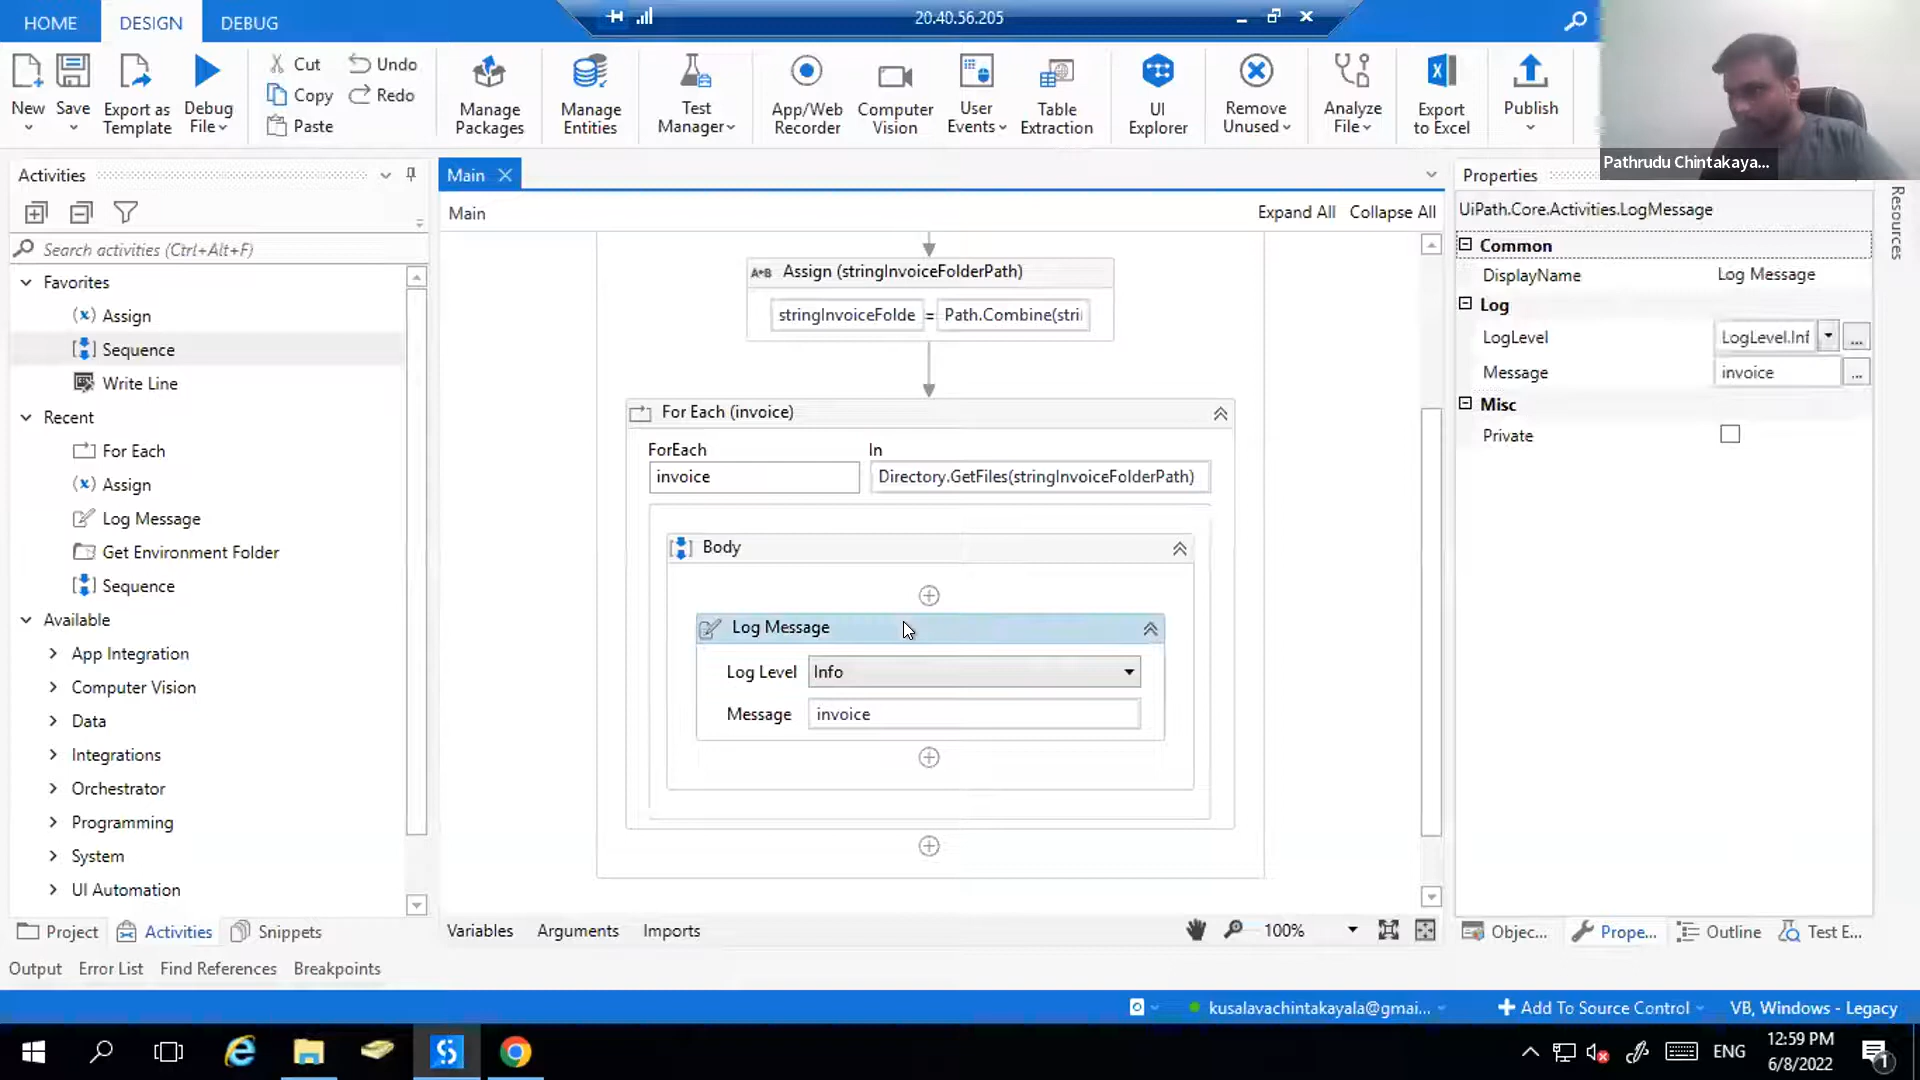 HOME
DESIGN
DEBUG
20.40.56.205
New
Save
Export as
Template
Debug
File
Cut
Copy
Paste
Undo
Redo
Manage
Packages
Manage
Entities
Test
Manager
App/Web
Recorder
Computer
Vision
User
Events
Table
Extraction
UI
Explorer
Remove
Unused
Analyze
File
Export
to Excel
Publish
Pathrudu Chintakaya...
Activities
Search activities (Ctrl+Alt+F)
Favorites
Assign
Sequence
Write Line
Recent
For Each
Assign
Log Message
Get Environment Folder
Sequence
Available
App Integration
Computer Vision
Data
Integrations
Orchestrator
Programming
System
UI Automation
Project
Activities
Snippets
Main
Main
Expand All
Collapse All
A*B Assign (stringInvoiceFolderPath)
stringInvoiceFolde = Path.Combine(stri
For Each (invoice)
ForEach
In
invoice
Directory.GetFiles(stringInvoiceFolderPath)
Body
Log Message
Log Level
Info
Message
invoice
Variables
Arguments
Imports
100%
Properties
UiPath.Core.Activities.LogMessage
Common
DisplayName
Log Message
Log
LogLevel
LogLevel.Inf
...
Message
invoice
...
Misc
Private
Resources
Objec...
Prope...
Outline
Test E...
Output
Error List
Find References
Breakpoints
kusalavachintakayala@gmai...
Add To Source Control
VB, Windows - Legacy
ENG
12:59 PM
6/8/2022
1